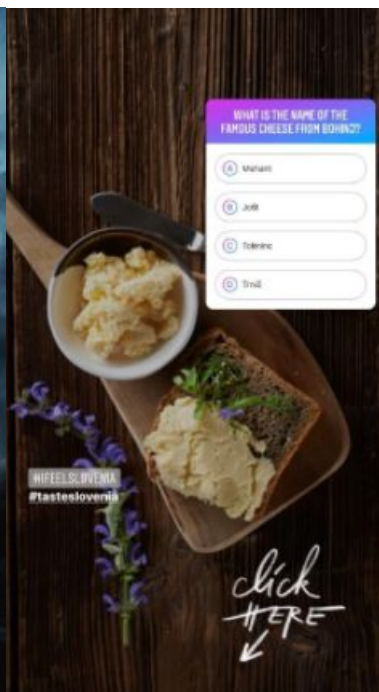 WHAT IS THE NAME OF THE
FAMOUS CHEESE FROM BOHINJ?
A Mohant
B Jošt
C Tolminc
D Trnič
#IFEELSLOVENIA
#tasteslovenia
click
HERE